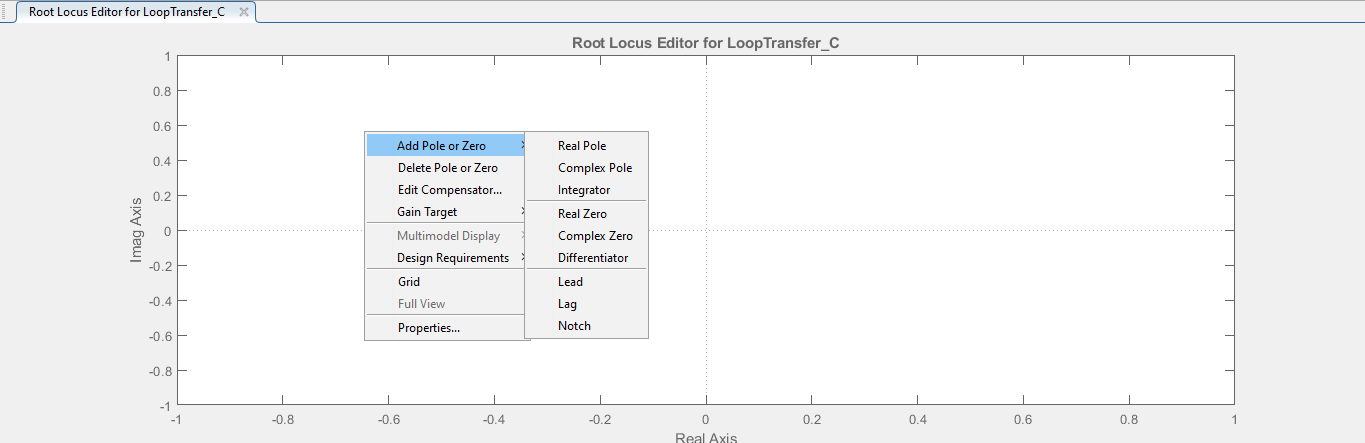 Root Locus Editor for LoopTransfer_C
Root Locus Editor for LoopTransfer_C
1
0.8
0.6
0.4
0.2
0
-0.2
-0.4
-0.6
-0.8
-1
Imag Axis
Add Pole or Zero
Delete Pole or Zero
Edit Compensator...
Gain Target
Multimodel Display
Design Requirements
Grid
Full View
Properties...
Real Pole
Complex Pole
Integrator
Real Zero
Complex Zero
Differentiator
Lead
Lag
Notch
-1 -0.8 -0.6 -0.4 -0.2 0 0.2 0.4 0.6 0.8 1
Real Axis